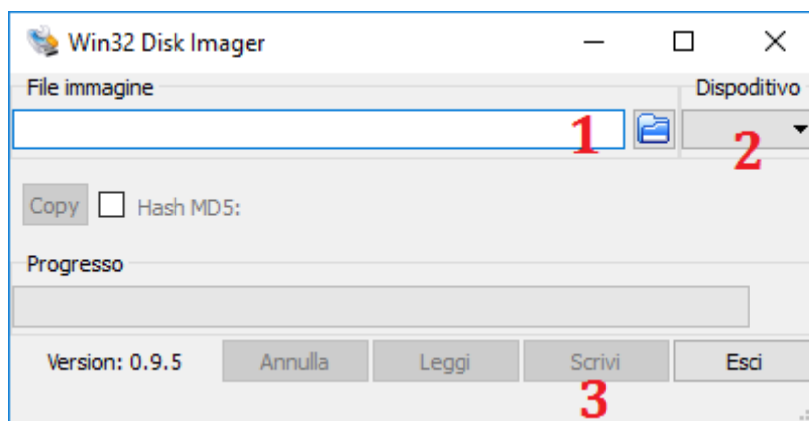 Win32 Disk Imager
File immagine Dispoditivo
1 2
Copy Hash MD5:
Progresso
Version: 0.9.5 Annulla Leggi Scrivi Esci
3